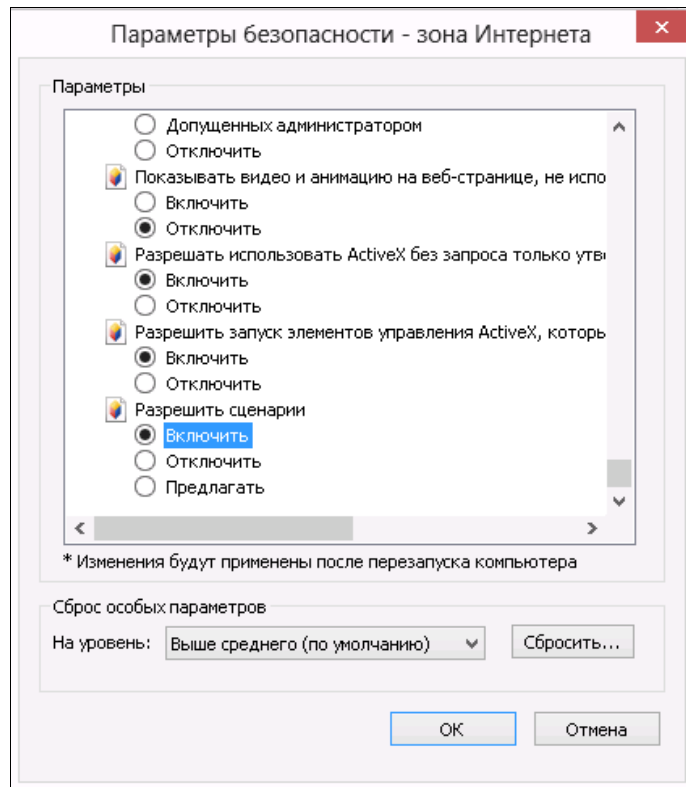 Параметры безопасности - зона Интернета
Параметры
Допущенных администратором
Отключить
Показывать видео и анимацию на веб-странице, не испо
Включить
Отключить
Разрешать использовать ActiveX без запроса только утв
Включить
Отключить
Разрешить запуск элементов управления ActiveX, которь
Включить
Отключить
Разрешить сценарии
Включить
Отключить
Предлагать
* Изменения будут применены после перезапуска компьютера
Сброс особых параметров
На уровень: Выше среднего (по умолчанию) Сбросить...
ОК Отмена